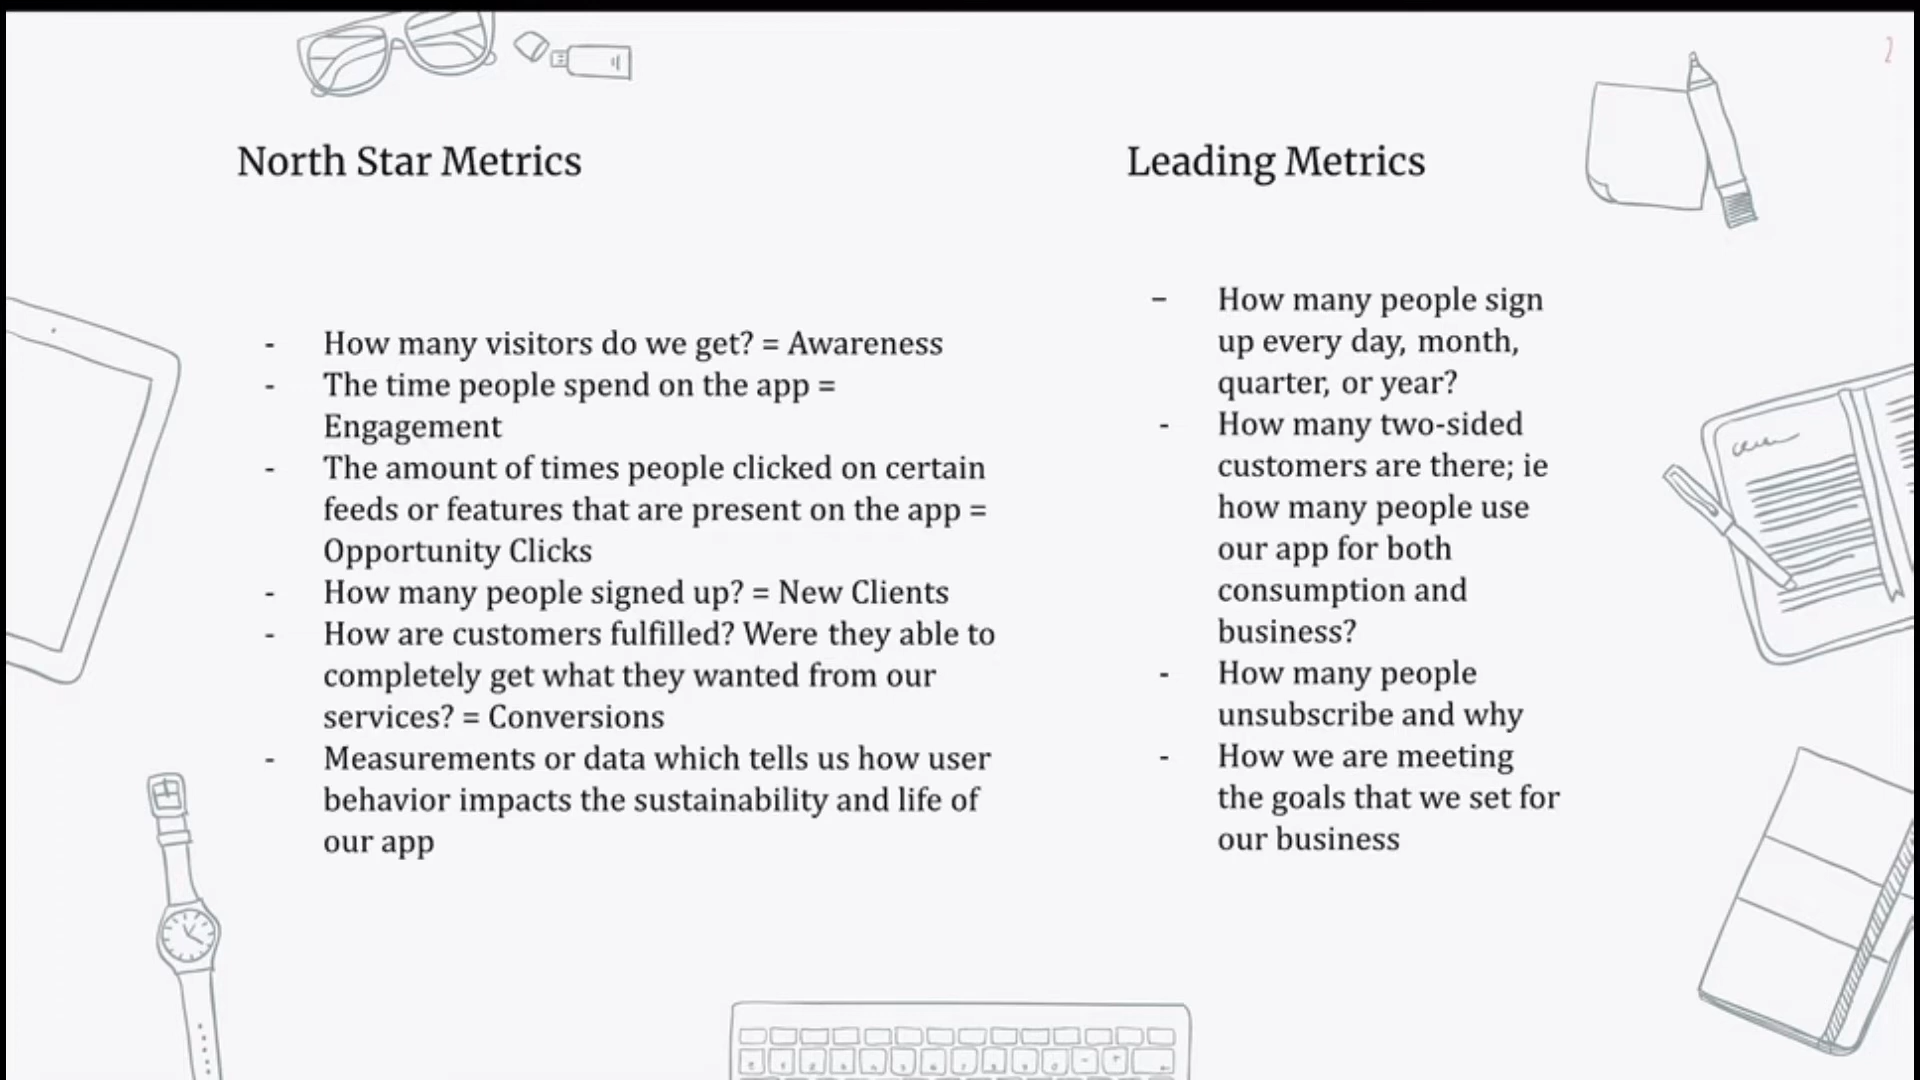 2
North Star Metrics
- How many visitors do we get? = Awareness
- The time people spend on the app =
Engagement
- The amount of times people clicked on certain
feeds or features that are present on the app =
Opportunity Clicks
- How many people signed up? = New Clients
- How are customers fulfilled? Were they able to
completely get what they wanted from our
services? = Conversions
- Measurements or data which tells us how user
behavior impacts the sustainability and life of
our app
Leading Metrics
- How many people sign
up every day, month,
quarter, or year?
- How many two-sided
customers are there; ie
how many people use
our app for both
consumption and
business?
- How many people
unsubscribe and why
- How we are meeting
the goals that we set for
our business